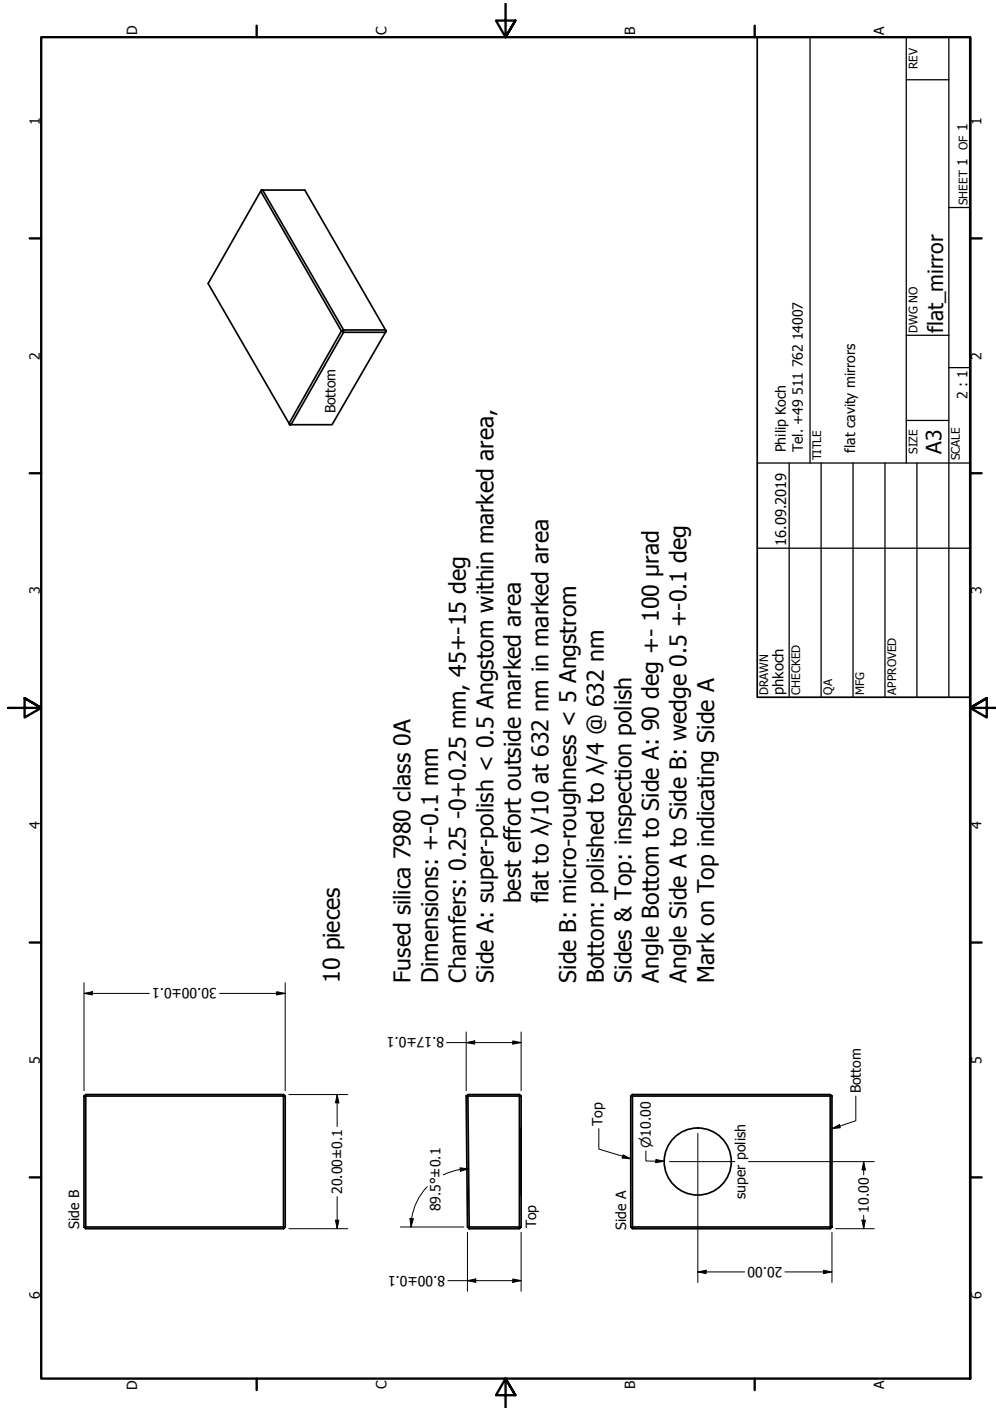 Side B
30.00±0.1
20.00±0.1
10 pieces
8.17±0.1
89.5°±0.1
8.00±0.1
Top
Side A
Top
Ø10.00
super polish
Bottom
10.00
20.00
Bottom
Fused silica 7980 class 0A
Dimensions: +-0.1 mm
Chamfers: 0.25 -0+0.25 mm, 45+-15 deg
Side A: super-polish < 0.5 Angstom within marked area,
best effort outside marked area
flat to λ/10 at 632 nm in marked area
Side B: micro-roughness < 5 Angstrom
Bottom: polished to λ/4 @ 632 nm
Sides & Top: inspection polish
Angle Bottom to Side A: 90 deg +- 100 µrad
Angle Side A to Side B: wedge 0.5 +-0.1 deg
Mark on Top indicating Side A
DRAWN
phkoch
16.09.2019
CHECKED
QA
MFG
APPROVED
Philip Koch
Tel. +49 511 762 14007
TITLE
flat cavity mirrors
SIZE
A3
DWG NO
flat_mirror
REV
SCALE
2 : 1
SHEET 1 OF 1
6
5
4
3
2
1
6
5
4
3
2
1
D
C
B
A
D
C
B
A